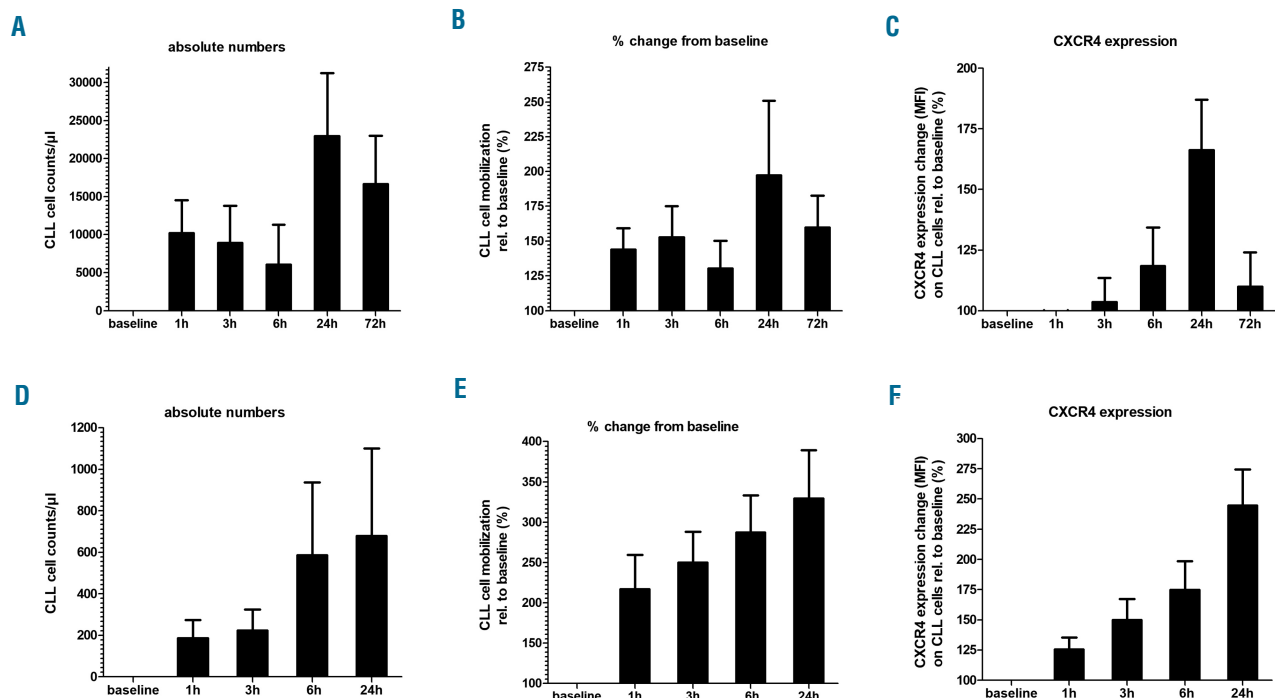 A
absolute numbers
CLL cell counts/µl
30000
25000
20000
15000
10000
5000
0
baseline 1h 3h 6h 24h 72h
B
% change from baseline
CLL cell mobilization
rel. to baseline (%)
275
250
225
200
175
150
125
100
baseline 1h 3h 6h 24h 72h
C
CXCR4 expression
CXCR4 expression change (MFI)
on CLL cells rel. to baseline (%)
200
175
150
125
100
baseline 1h 3h 6h 24h 72h
D
absolute numbers
CLL cell counts/µl
1200
1000
800
600
400
200
0
baseline 1h 3h 6h 24h
E
% change from baseline
CLL cell mobilization
rel. to baseline (%)
400
350
300
250
200
150
100
baseline 1h 3h 6h 24h
F
CXCR4 expression
CXCR4 expression change (MFI)
on CLL cells rel. to baseline (%)
300
275
250
225
200
175
150
125
100
baseline 1h 3h 6h 24h